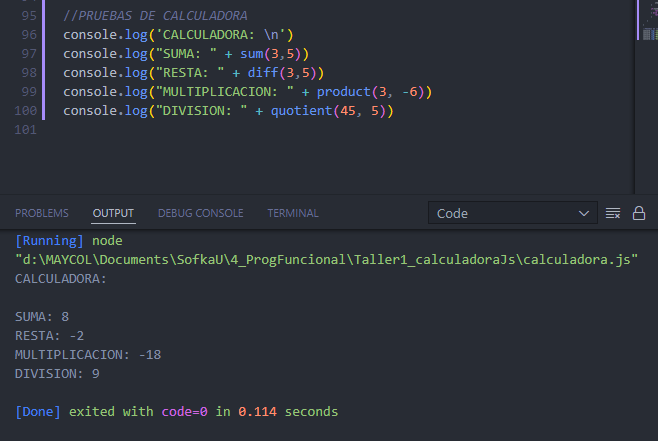 95 //PRUEBAS DE CALCULADORA
96 console.log('CALCULADORA: \n')
97 console.log("SUMA: " + sum(3,5))
98 console.log("RESTA: " + diff(3,5))
99 console.log("MULTIPLICACION: " + product(3, -6))
100 console.log("DIVISION: " + quotient(45, 5))
101
PROBLEMS OUTPUT DEBUG CONSOLE TERMINAL Code
[Running] node
"d:\MAYCOL\Documents\SofkaU\4_ProgFuncional\Taller1_calculadoraJs\calculadora.js"
CALCULADORA:
SUMA: 8
RESTA: -2
MULTIPLICACION: -18
DIVISION: 9
[Done] exited with code=0 in 0.114 seconds